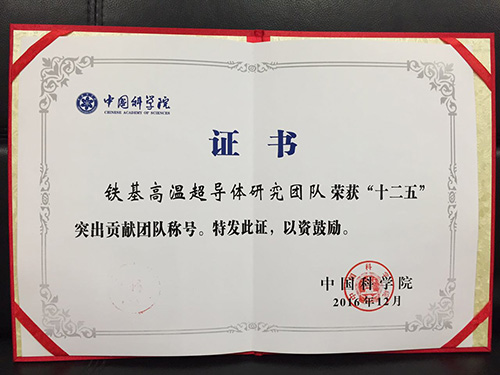 中国科学院
CHINESE ACADEMY OF SCIENCES
证书
铁基高温超导体研究团队荣获“十二五”
突出贡献团队称号。特发此证，以资鼓励。
中国科学院
2016年12月